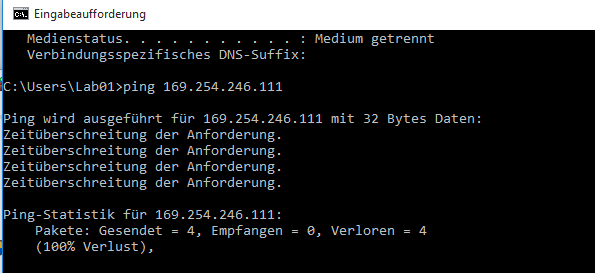 Eingabeaufforderung
Medienstatus. . . . . . . . . . . : Medium getrennt
Verbindungsspezifisches DNS-Suffix:
C:\Users\Lab01>ping 169.254.246.111
Ping wird ausgeführt für 169.254.246.111 mit 32 Bytes Daten:
Zeitüberschreitung der Anforderung.
Zeitüberschreitung der Anforderung.
Zeitüberschreitung der Anforderung.
Zeitüberschreitung der Anforderung.
Ping-Statistik für 169.254.246.111:
Pakete: Gesendet = 4, Empfangen = 0, Verloren = 4
(100% Verlust),